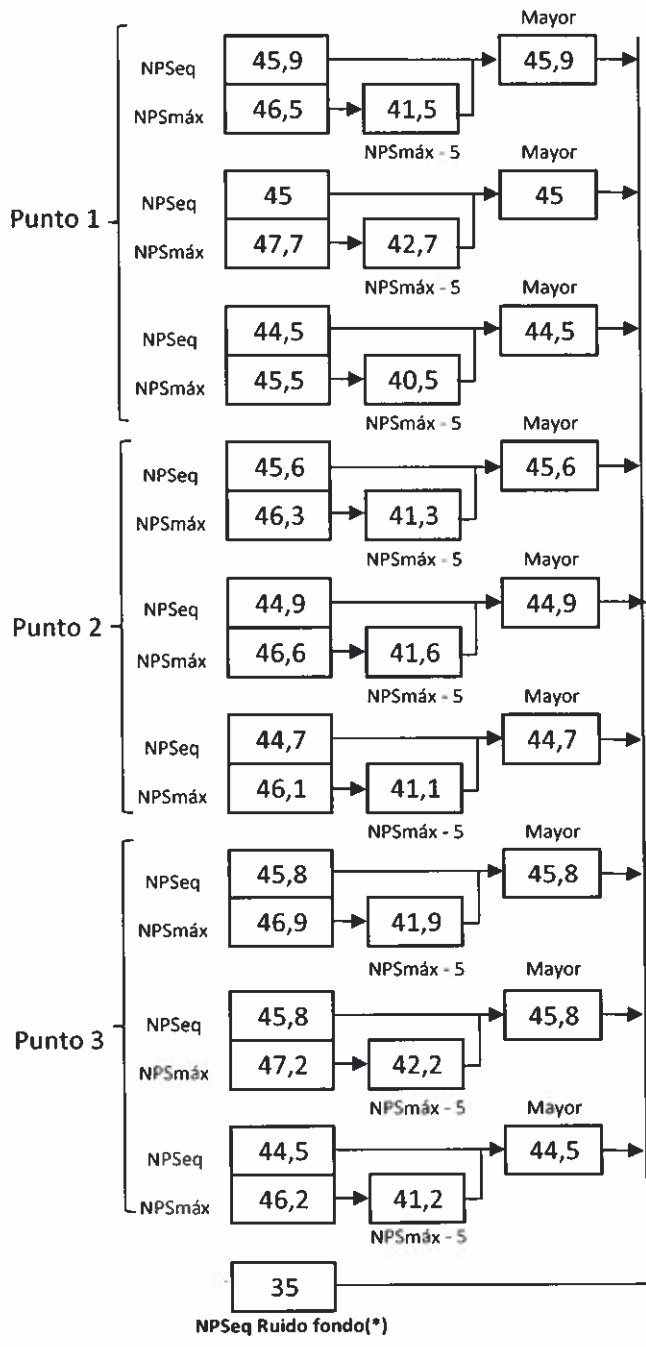 Mayor
NPSeq 45,9 45,9
NPSmáx 46,5 41,5
NPSmáx - 5
Mayor
NPSeq 45 45
Punto 1
NPSmáx 47,7 42,7
NPSmáx - 5
Mayor
NPSeq 44,5 44,5
NPSmáx 45,5 40,5
NPSmáx - 5
Mayor
NPSeq 45,6 45,6
NPSmáx 46,3 41,3
NPSmáx - 5
Mayor
NPSeq 44,9 44,9
Punto 2
NPSmáx 46,6 41,6
NPSmáx - 5
Mayor
NPSeq 44,7 44,7
NPSmáx 46,1 41,1
NPSmáx - 5
Mayor
NPSeq 45,8 45,8
NPSmáx 46,9 41,9
NPSmáx - 5
Mayor
NPSeq 45,8 45,8
Punto 3
NPSmáx 47,2 42,2
NPSmáx - 5
Mayor
NPSeq 44,5 44,5
NPSmáx 46,2 41,2
NPSmáx - 5
35
NPSeq Ruido fondo(*)